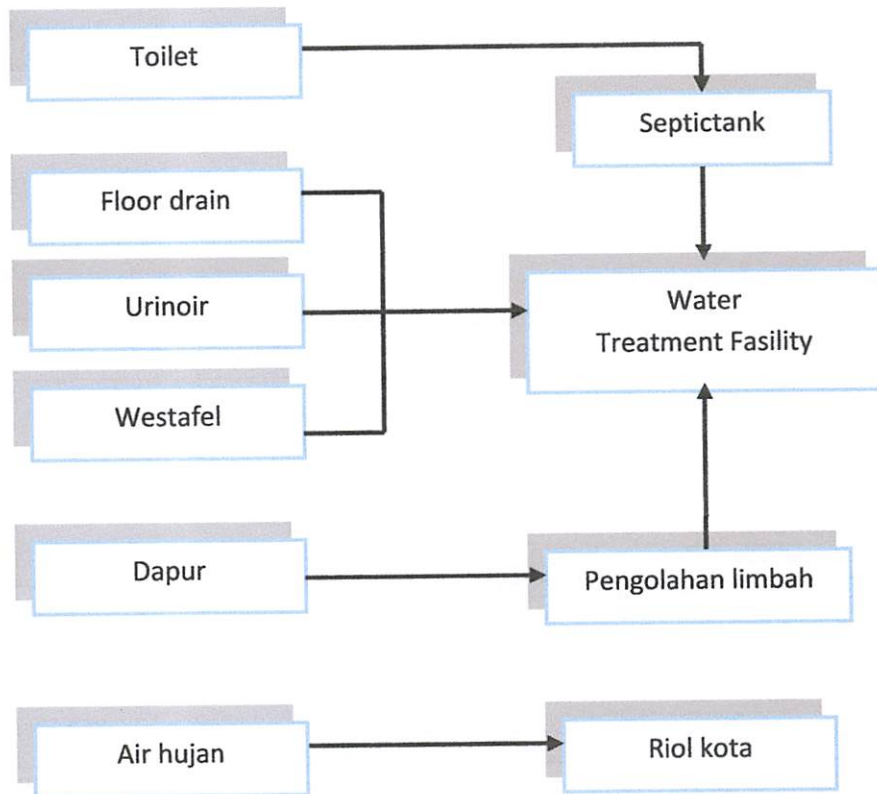 Toilet
Septictank
Floor drain
Urinoir
Water
Treatment Fasility
Westafel
Dapur
Pengolahan limbah
Air hujan
Riol kota